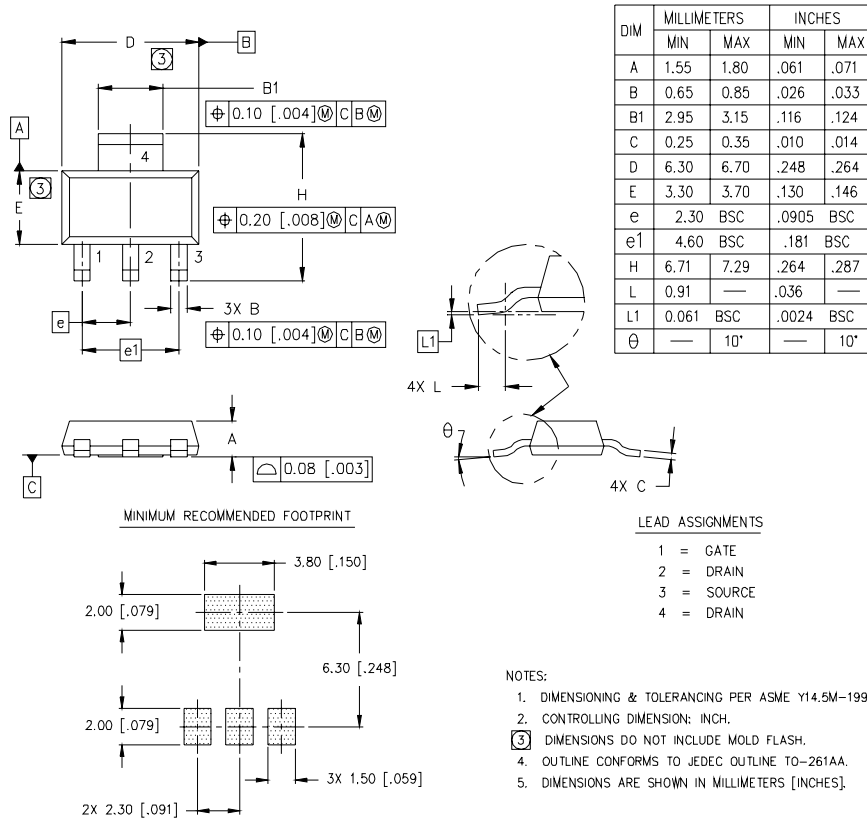 D
B
3
B1
⌖ 0.10 [.004]Ⓜ C BⓂ
A
4
3
E
H
⌖ 0.20 [.008]Ⓜ C AⓂ
1 2 3
3X B
e
⌖ 0.10 [.004]Ⓜ C BⓂ
e1
L1
4X L
A
⌓ 0.08 [.003]
C
θ
4X C
DIM MILLIMETERS INCHES
MIN MAX MIN MAX
A 1.55 1.80 .061 .071
B 0.65 0.85 .026 .033
B1 2.95 3.15 .116 .124
C 0.25 0.35 .010 .014
D 6.30 6.70 .248 .264
E 3.30 3.70 .130 .146
e 2.30 BSC .0905 BSC
e1 4.60 BSC .181 BSC
H 6.71 7.29 .264 .287
L 0.91 — .036 —
L1 0.061 BSC .0024 BSC
θ — 10° — 10°
MINIMUM RECOMMENDED FOOTPRINT
3.80 [.150]
2.00 [.079]
6.30 [.248]
2.00 [.079]
3X 1.50 [.059]
2X 2.30 [.091]
LEAD ASSIGNMENTS
1 = GATE
2 = DRAIN
3 = SOURCE
4 = DRAIN
NOTES:
1. DIMENSIONING & TOLERANCING PER ASME Y14.5M-199
2. CONTROLLING DIMENSION: INCH.
3 DIMENSIONS DO NOT INCLUDE MOLD FLASH.
4. OUTLINE CONFORMS TO JEDEC OUTLINE TO-261AA.
5. DIMENSIONS ARE SHOWN IN MILLIMETERS [INCHES].